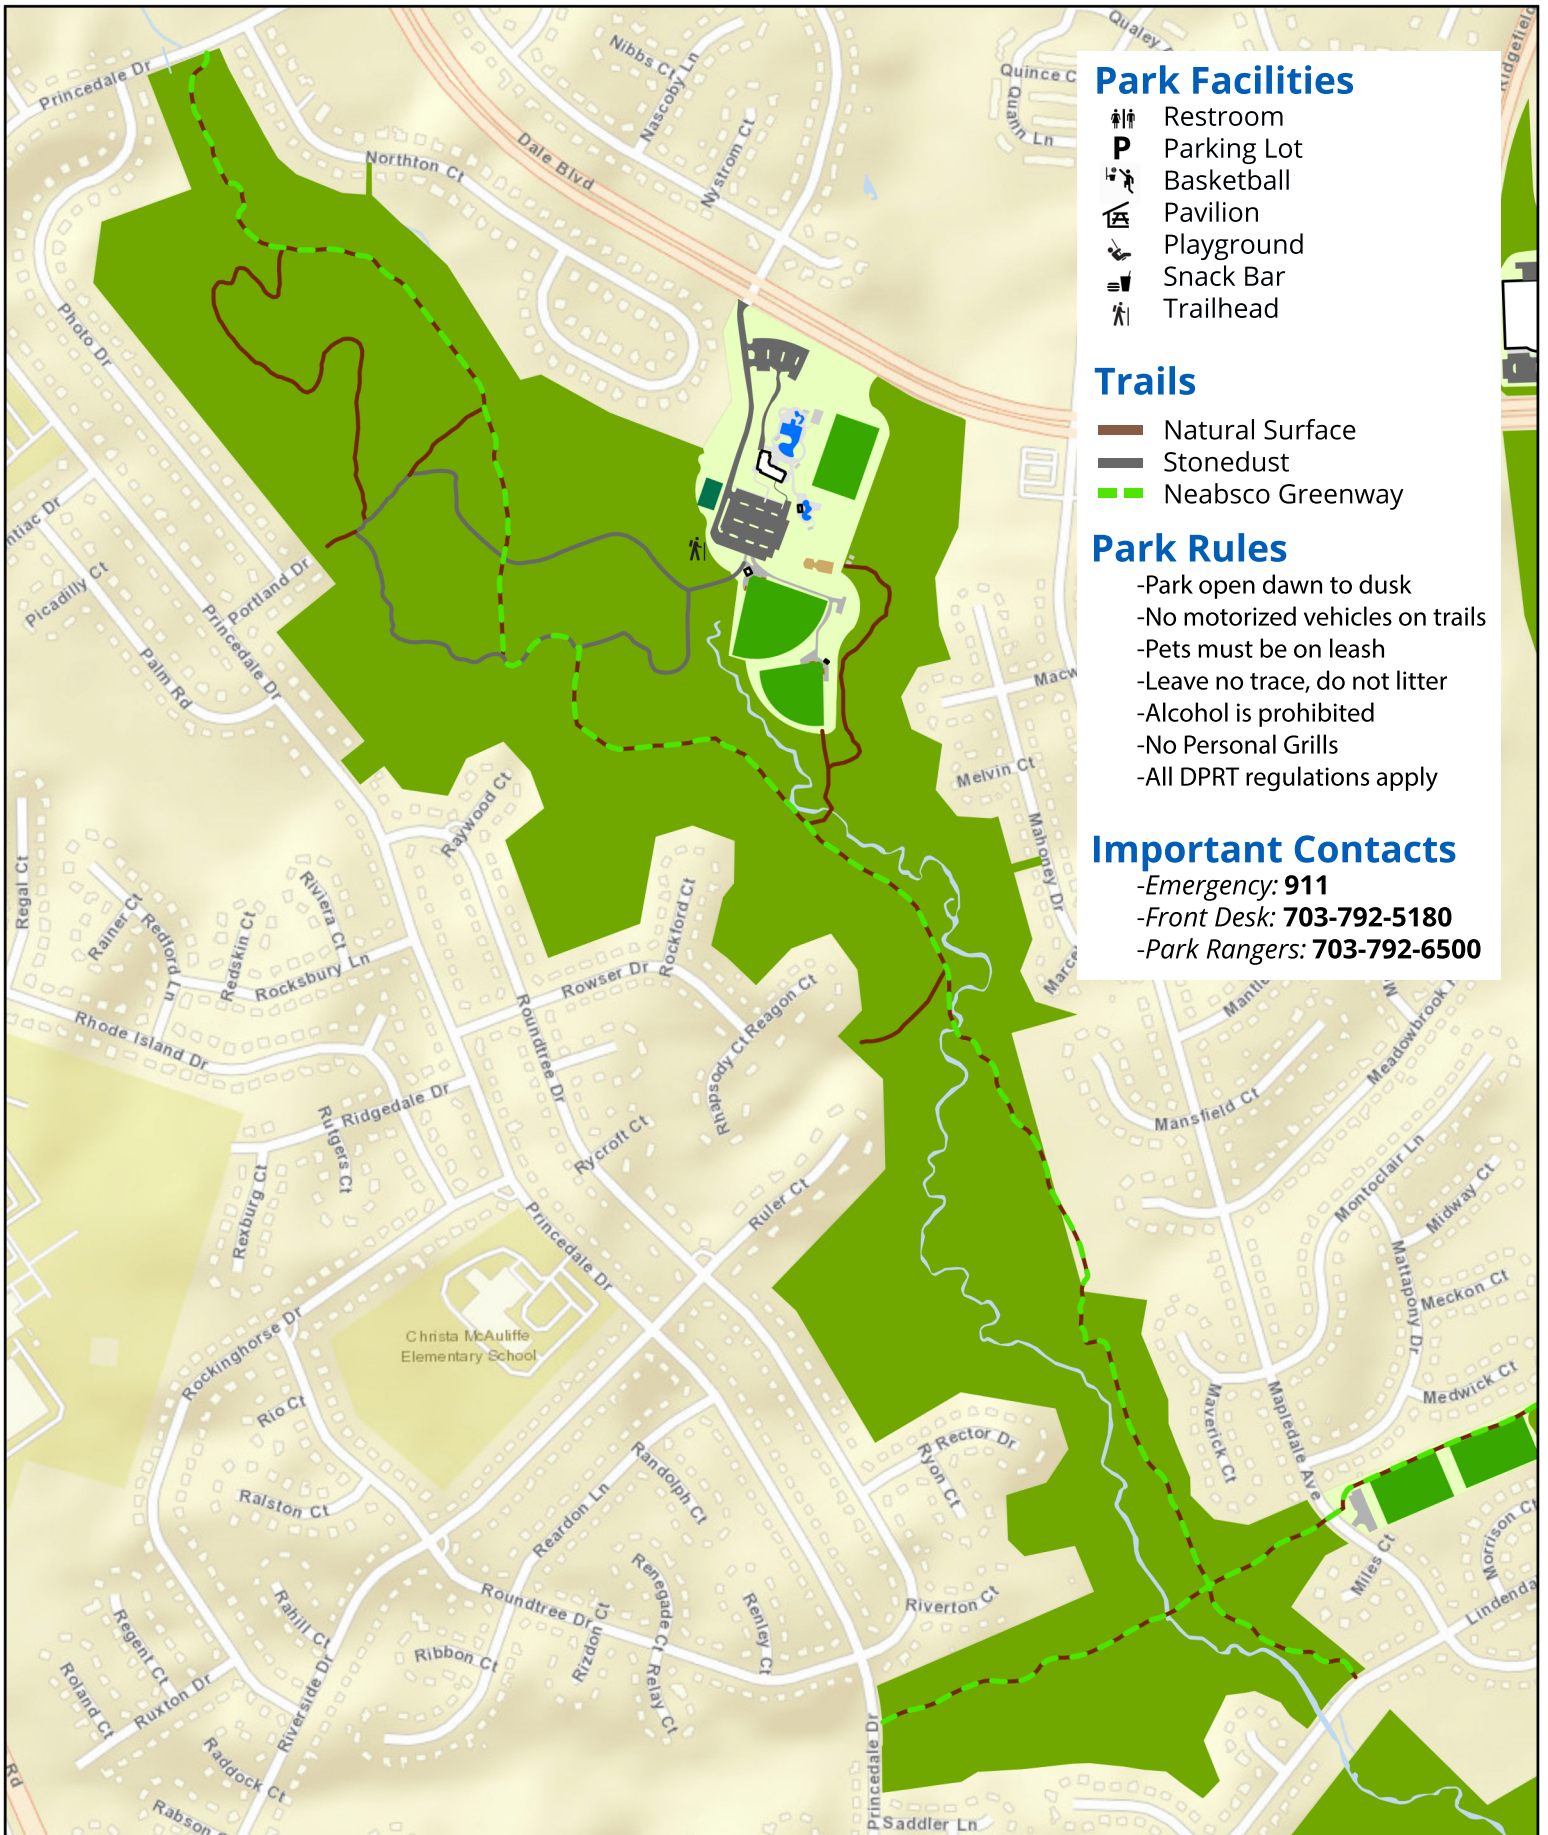 Park Facilities
Restroom
P Parking Lot
Basketball
Pavilion
Playground
Snack Bar
Trailhead
Trails
Natural Surface
Stonedust
Neabsco Greenway
Park Rules
-Park open dawn to dusk
-No motorized vehicles on trails
-Pets must be on leash
-Leave no trace, do not litter
-Alcohol is prohibited
-No Personal Grills
-All DPRT regulations apply
Important Contacts
-Emergency: 911
-Front Desk: 703-792-5180
-Park Rangers: 703-792-6500
Princedale Dr
Northton Ct
Dale Blvd
Nibbs Ct
Nascoby Ln
Nystrom Ct
Quann Ln
Photo Dr
Picadilly Ct
Portland Dr
Princedale Dr
Palm Rd
Raywood Ct
Melvin Ct
Mahoney Dr
Regal Ct
Rainer Ct
Redford Ln
Redskin Ct
Riviera Ct
Rocksbury Ln
Rockford Ct
Rowser Dr
Reagon Ct
Rhapsody Ct
Roundtree Dr
Rhode Island Dr
Ridgedale Dr
Rutgers Ct
Rexburg Ct
Rycroft Ct
Ruler Ct
Princedale Dr
Mansfield Ct
Montoclair Ln
Midway Ct
Mattapony Dr
Meckon Ct
Medwick Ct
Maverick Ct
Mapledale Ave
Christa McAuliffe
Elementary School
Rockinghorse Dr
Rio Ct
Ralston Ct
Rector Dr
Ryon Ct
Randolph Ct
Reardon Ln
Roundtree Dr
Renegade Ct
Renley Ct
Rizdon Ct
Relay Ct
Ribbon Ct
Riverton Ct
Rahill Ct
Regent Ct
Roland Ct
Ruxton Dr
Riverside Dr
Raddock Ct
Miles Ct
Morrison Ct
Princedale Dr
Saddler Ln
Rd